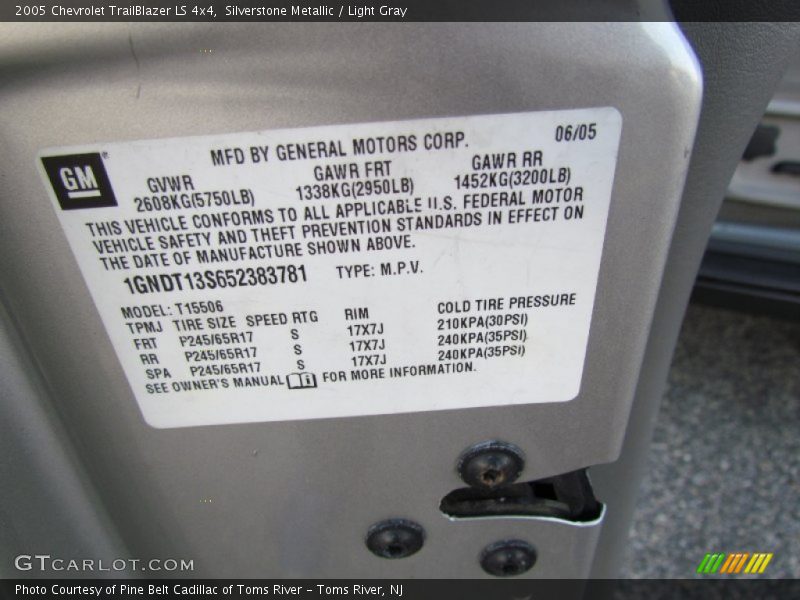 2005 Chevrolet TrailBlazer LS 4x4,  Silverstone Metallic / Light Gray
GM
MFD BY GENERAL MOTORS CORP.
06/05
GVWR GAWR FRT GAWR RR
2608KG(5750LB) 1338KG(2950LB) 1452KG(3200LB)
THIS VEHICLE CONFORMS TO ALL APPLICABLE U.S. FEDERAL MOTOR
VEHICLE SAFETY AND THEFT PREVENTION STANDARDS IN EFFECT ON
THE DATE OF MANUFACTURE SHOWN ABOVE.
1GNDT13S652383781 TYPE: M.P.V.
MODEL: T15506
TPMJ TIRE SIZE SPEED RTG RIM COLD TIRE PRESSURE
FRT P245/65R17 S 17X7J 210KPA(30PSI)
RR P245/65R17 S 17X7J 240KPA(35PSI)
SPA P245/65R17 S 17X7J 240KPA(35PSI)
SEE OWNER'S MANUAL FOR MORE INFORMATION.
GTCARLOT.COM
Photo Courtesy of Pine Belt Cadillac of Toms River – Toms River, NJ